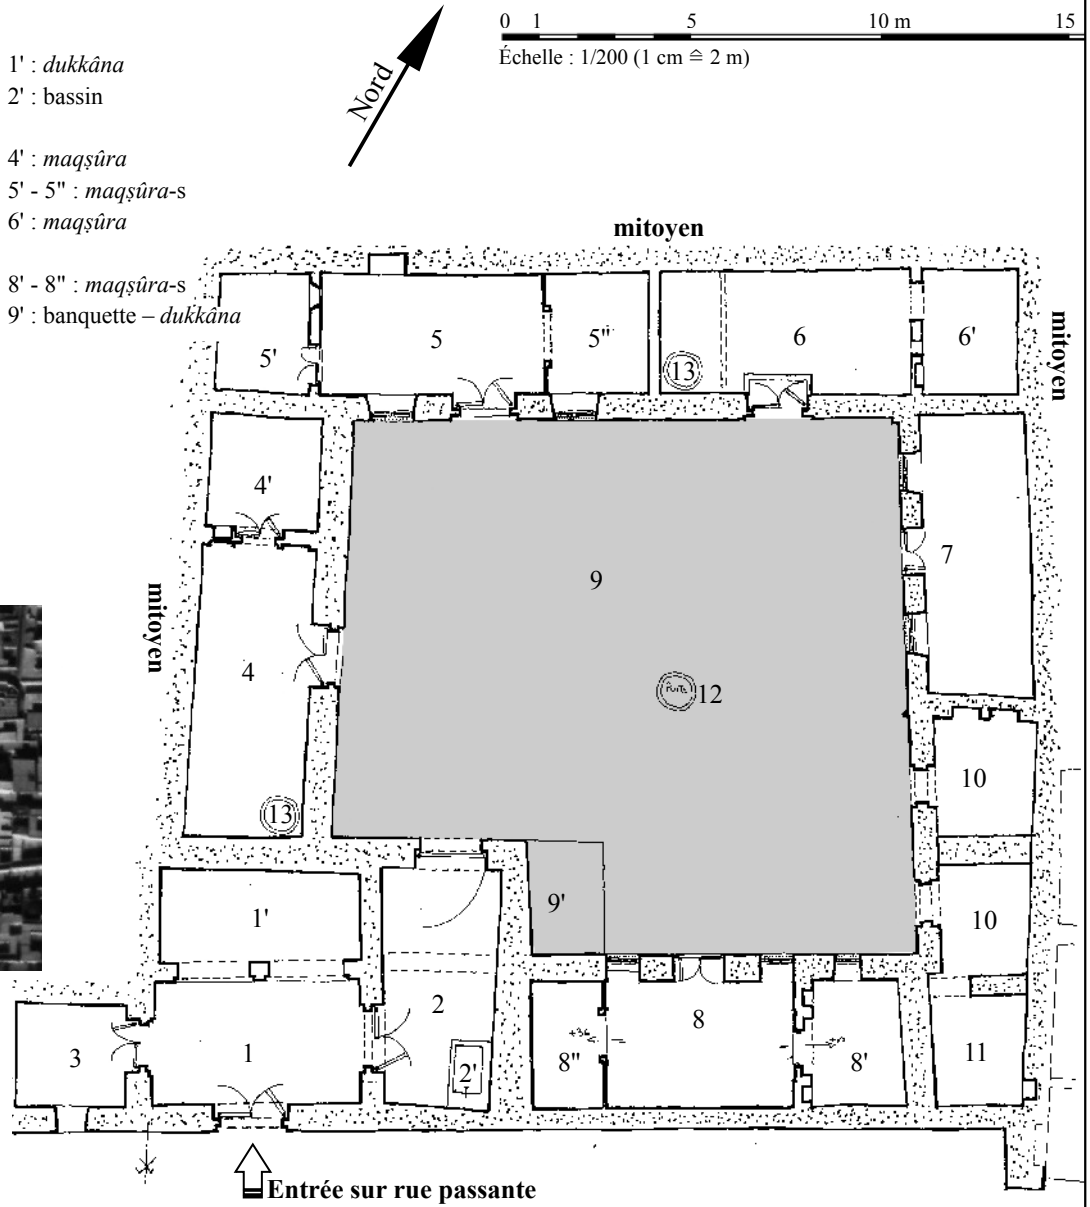 0 1 5 10 m 15
Échelle : 1/200 (1 cm ≙ 2 m)
Nord
1' : dukkâna
2' : bassin
4' : maqṣûra
5' - 5" : maqṣûra-s
6' : maqṣûra
8' - 8" : maqṣûra-s
9' : banquette – dukkâna
mitoyen
mitoyen
mitoyen
5' 5 5" 6 6'
13
4'
7
9
4
12
13
10
1' 9' 10
2
3 1 2' 8" +36 8 8' 11
Entrée sur rue passante